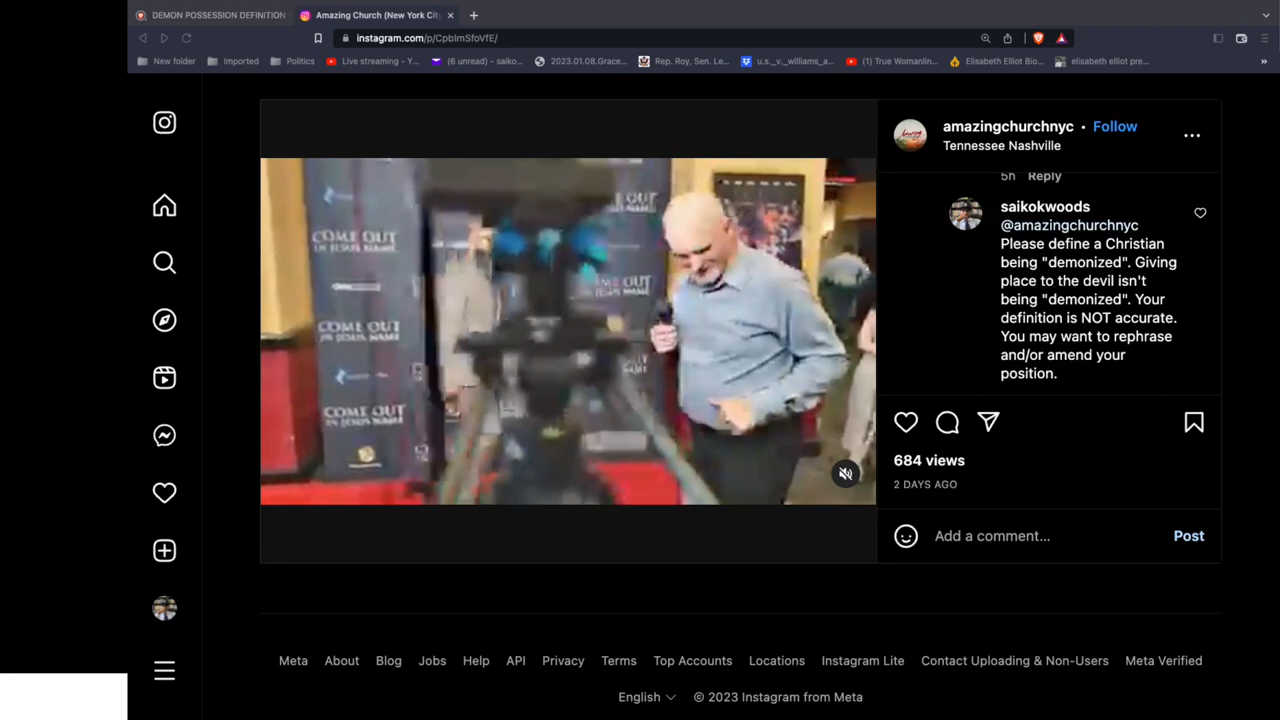 DEMON POSSESSION DEFINITION
Amazing Church (New York City
instagram.com/p/CpbImSfoVfE/
New folder
Imported
Politics
Live streaming - Y...
(6 unread) - saiko...
2023.01.08.Grace...
Rep. Roy, Sen. Le...
u.s._v._williams_a...
(1) True Womanlin...
Elisabeth Elliot Bio...
elisabeth elliot pre...
»
COME OUT
IN JESUS NAME
COME OUT
IN JESUS NAME
COME OUT
IN JESUS NAME
amazingchurchnyc • Follow
Tennessee Nashville
5h Reply
saikokwoods
@amazingchurchnyc
Please define a Christian
being "demonized". Giving
place to the devil isn't
being "demonized". Your
definition is NOT accurate.
You may want to rephrase
and/or amend your
position.
684 views
2 DAYS AGO
Add a comment...
Post
Meta
About
Blog
Jobs
Help
API
Privacy
Terms
Top Accounts
Locations
Instagram Lite
Contact Uploading & Non-Users
Meta Verified
English
© 2023 Instagram from Meta